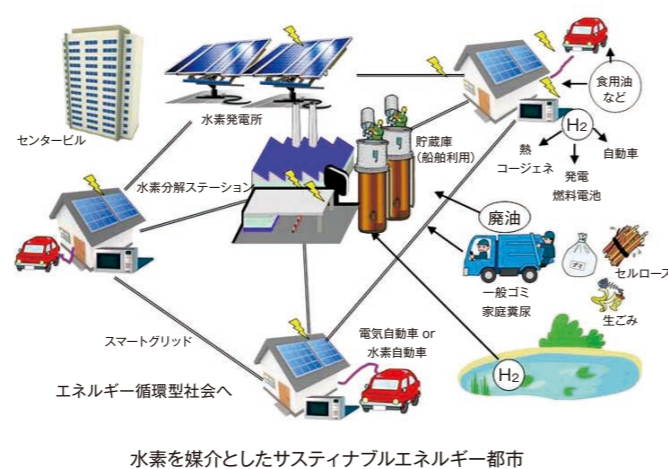 センタービル
水素発電所
食用油
など
H2
熱
コージェネ
発電
燃料電池
自動車
貯蔵庫
(船舶利用)
水素分解ステーション
廃油
一般ゴミ
家庭糞尿
セルロース
生ごみ
スマートグリッド
電気自動車 or
水素自動車
H2
エネルギー循環型社会へ
水素を媒介としたサスティナブルエネルギー都市